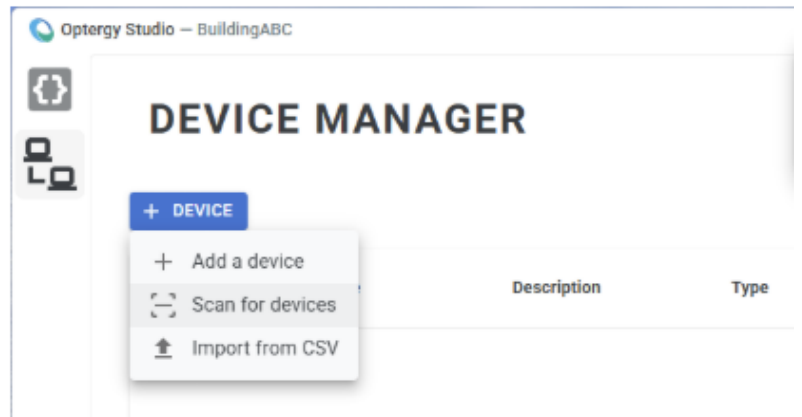 Optergy Studio — BuildingABC
DEVICE MANAGER
+ DEVICE
Add a device
Description
Type
Scan for devices
Import from CSV